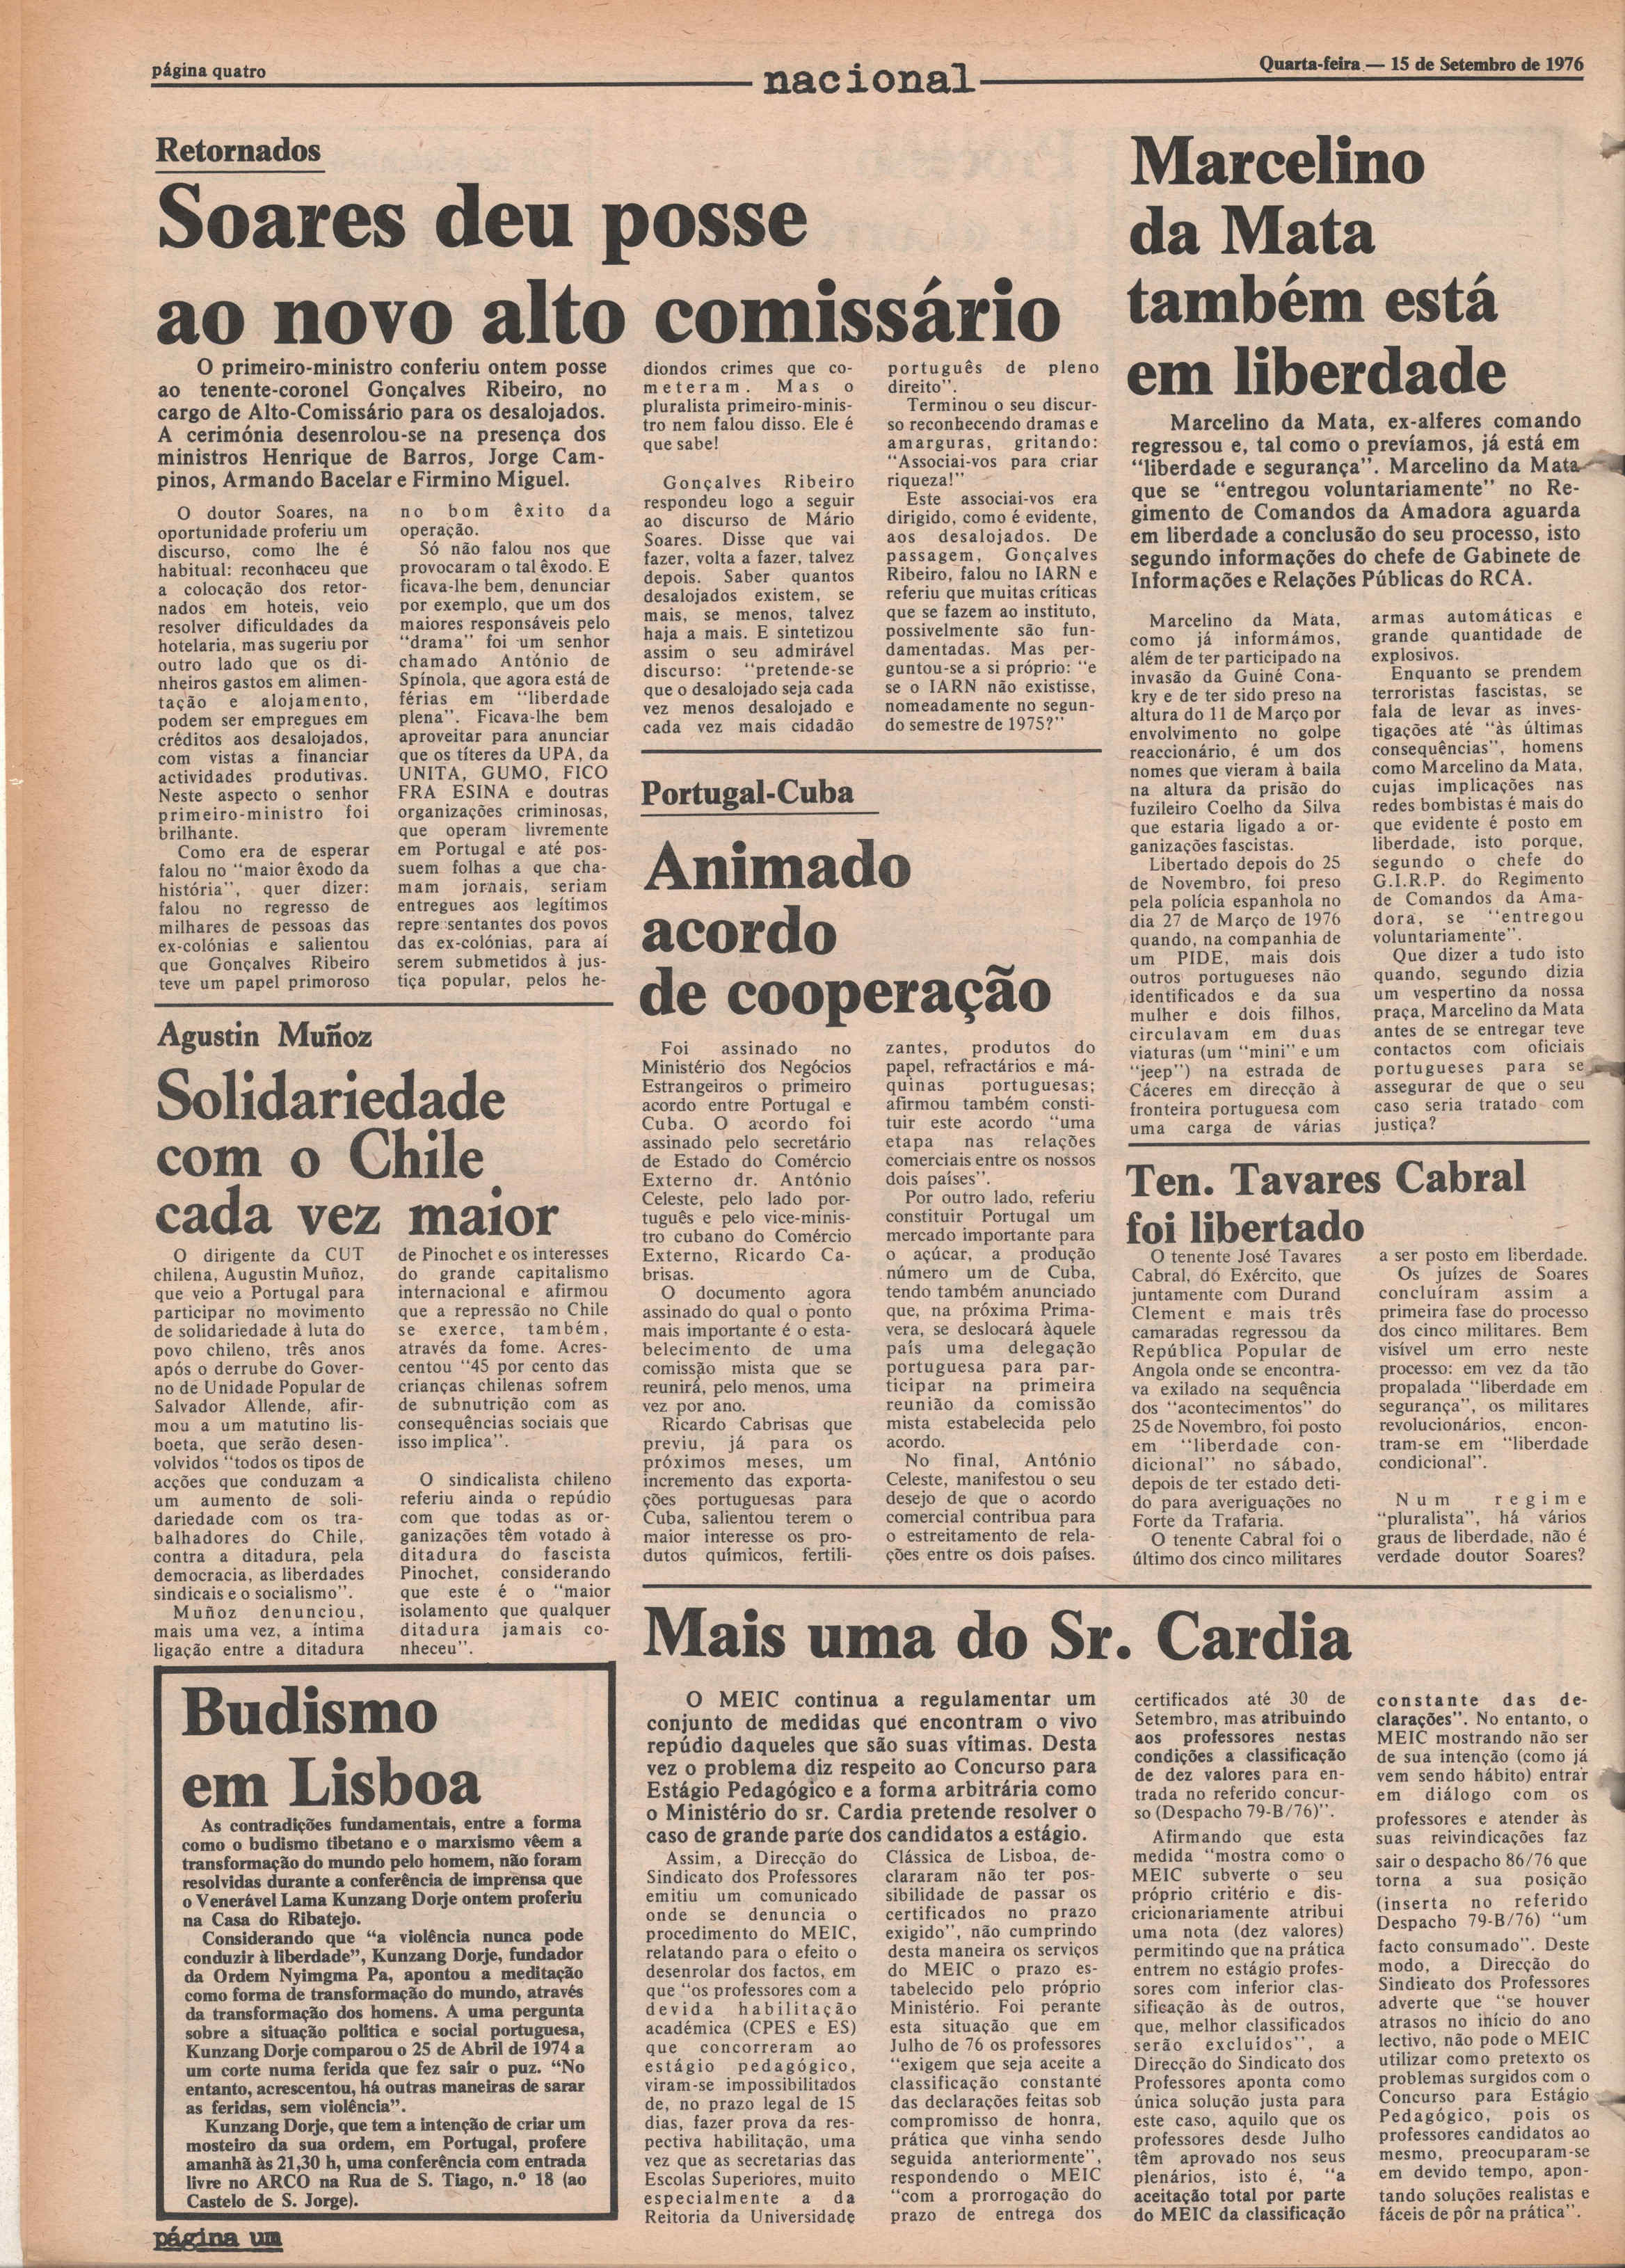 página quatro
nacional
Quarta-feira — 15 de Setembro de 1976
Retornados
Soares deu posse
ao novo alto comissário
O primeiro-ministro conferiu ontem posse
ao tenente-coronel Gonçalves Ribeiro, no
cargo de Alto-Comissário para os desalojados.
A cerimónia desenrolou-se na presença dos
ministros Henrique de Barros, Jorge Cam-
pinos, Armando Bacelar e Firmino Miguel.
O doutor Soares, na
oportunidade proferiu um
discurso, como lhe é
habitual: reconheceu que
a colocação dos retor-
nados em hoteis, veio
resolver dificuldades da
hotelaria, mas sugeriu por
outro lado que os di-
nheiros gastos em alimen-
tação e alojamento,
podem ser empregues em
créditos aos desalojados,
com vistas a financiar
actividades produtivas.
Neste aspecto o senhor
primeiro-ministro foi
brilhante.
Como era de esperar
falou no "maior êxodo da
história", quer dizer:
falou no regresso de
milhares de pessoas das
ex-colónias e salientou
que Gonçalves Ribeiro
teve um papel primoroso
no bom êxito da
operação.
Só não falou nos que
provocaram o tal êxodo. E
ficava-lhe bem, denunciar
por exemplo, que um dos
maiores responsáveis pelo
"drama" foi um senhor
chamado António de
Spínola, que agora está de
férias em "liberdade
plena". Ficava-lhe bem
aproveitar para anunciar
que os títeres da UPA, da
UNITA, GUMO, FICO
FRA ESINA e doutras
organizações criminosas,
que operam livremente
em Portugal e até pos-
suem folhas a que cha-
mam jornais, seriam
entregues aos legítimos
repre sentantes dos povos
das ex-colónias, para aí
serem submetidos à jus-
tiça popular, pelos he-
diondos crimes que co-
meteram. Mas o
pluralista primeiro-minis-
tro nem falou disso. Ele é
que sabe!
Gonçalves Ribeiro
respondeu logo a seguir
ao discurso de Mário
Soares. Disse que vai
fazer, volta a fazer, talvez
depois. Saber quantos
desalojados existem, se
mais, se menos, talvez
haja a mais. E sintetizou
assim o seu admirável
discurso: "pretende-se
que o desalojado seja cada
vez menos desalojado e
cada vez mais cidadão
português de pleno
direito".
Terminou o seu discur-
so reconhecendo dramas e
amarguras, gritando:
"Associai-vos para criar
riqueza!"
Este associai-vos era
dirigido, como é evidente,
aos desalojados. De
passagem, Gonçalves
Ribeiro, falou no IARN e
referiu que muitas críticas
que se fazem ao instituto,
possivelmente são fun-
damentadas. Mas per-
guntou-se a si próprio: "e
se o IARN não existisse,
nomeadamente no segun-
do semestre de 1975?"
Marcelino
da Mata
também está
em liberdade
Marcelino da Mata, ex-alferes comando
regressou e, tal como o prevíamos, já está em
"liberdade e segurança". Marcelino da Mata
que se "entregou voluntariamente" no Re-
gimento de Comandos da Amadora aguarda
em liberdade a conclusão do seu processo, isto
segundo informações do chefe de Gabinete de
Informações e Relações Públicas do RCA.
Marcelino da Mata,
como já informámos,
além de ter participado na
invasão da Guiné Cona-
kry e de ter sido preso na
altura do 11 de Março por
envolvimento no golpe
reaccionário, é um dos
nomes que vieram à baila
na altura da prisão do
fuzileiro Coelho da Silva
que estaria ligado a or-
ganizações fascistas.
Libertado depois do 25
de Novembro, foi preso
pela polícia espanhola no
dia 27 de Março de 1976
quando, na companhia de
um PIDE, mais dois
outros portugueses não
identificados e da sua
mulher e dois filhos,
circulavam em duas
viaturas (um "mini" e um
"jeep") na estrada de
Cáceres em direcção à
fronteira portuguesa com
uma carga de várias
armas automáticas e
grande quantidade de
explosivos.
Enquanto se prendem
terroristas fascistas, se
fala de levar as inves-
tigações até "às últimas
consequências", homens
como Marcelino da Mata,
cujas implicações nas
redes bombistas é mais do
que evidente é posto em
liberdade, isto porque,
segundo o chefe do
G.I.R.P. do Regimento
de Comandos da Ama-
dora, se "entregou
voluntariamente".
Que dizer a tudo isto
quando, segundo dizia
um vespertino da nossa
praça, Marcelino da Mata
antes de se entregar teve
contactos com oficiais
portugueses para se
assegurar de que o seu
caso seria tratado com
justiça?
Portugal-Cuba
Animado
acordo
de cooperação
Foi assinado no
Ministério dos Negócios
Estrangeiros o primeiro
acordo entre Portugal e
Cuba. O acordo foi
assinado pelo secretário
de Estado do Comércio
Externo dr. António
Celeste, pelo lado por-
tuguês e pelo vice-minis-
tro cubano do Comércio
Externo, Ricardo Ca-
brisas.
O documento agora
assinado do qual o ponto
mais importante é o esta-
belecimento de uma
comissão mista que se
reunirá, pelo menos, uma
vez por ano.
Ricardo Cabrisas que
previu, já para os
próximos meses, um
incremento das exporta-
ções portuguesas para
Cuba, salientou terem o
maior interesse os pro-
dutos químicos, fertili-
zantes, produtos do
papel, refractários e má-
quinas portuguesas;
afirmou também consti-
tuir este acordo "uma
etapa nas relações
comerciais entre os nossos
dois países".
Por outro lado, referiu
constituir Portugal um
mercado importante para
o açúcar, a produção
número um de Cuba,
tendo também anunciado
que, na próxima Prima-
vera, se deslocará àquele
país uma delegação
portuguesa para par-
ticipar na primeira
reunião da comissão
mista estabelecida pelo
acordo.
No final, António
Celeste, manifestou o seu
desejo de que o acordo
comercial contribua para
o estreitamento de rela-
ções entre os dois países.
Agustin Muñoz
Solidariedade
com o Chile
cada vez maior
O dirigente da CUT
chilena, Augustin Muñoz,
que veio a Portugal para
participar no movimento
de solidariedade à luta do
povo chileno, três anos
após o derrube do Gover-
no de Unidade Popular de
Salvador Allende, afir-
mou a um matutino lis-
boeta, que serão desen-
volvidos "todos os tipos de
acções que conduzam a
um aumento de soli-
dariedade com os tra-
balhadores do Chile,
contra a ditadura, pela
democracia, as liberdades
sindicais e o socialismo".
Muñoz denunciou,
mais uma vez, a íntima
ligação entre a ditadura
de Pinochet e os interesses
do grande capitalismo
internacional e afirmou
que a repressão no Chile
se exerce, também,
através da fome. Acres-
centou "45 por cento das
crianças chilenas sofrem
de subnutrição com as
consequências sociais que
isso implica".
O sindicalista chileno
referiu ainda o repúdio
com que todas as or-
ganizações têm votado à
ditadura do fascista
Pinochet, considerando
que este é o "maior
isolamento que qualquer
ditadura jamais co-
nheceu".
Ten. Tavares Cabral
foi libertado
O tenente José Tavares
Cabral, do Exército, que
juntamente com Durand
Clement e mais três
camaradas regressou da
República Popular de
Angola onde se encontra-
va exilado na sequência
dos "acontecimentos" do
25 de Novembro, foi posto
em "liberdade con-
dicional" no sábado,
depois de ter estado deti-
do para averiguações no
Forte da Trafaria.
O tenente Cabral foi o
último dos cinco militares
a ser posto em liberdade.
Os juízes de Soares
concluíram assim a
primeira fase do processo
dos cinco militares. Bem
visível um erro neste
processo: em vez da tão
propalada "liberdade em
segurança", os militares
revolucionários, encon-
tram-se em "liberdade
condicional".
Num regime
"pluralista", há vários
graus de liberdade, não é
verdade doutor Soares?
Budismo
em Lisboa
As contradições fundamentais, entre a forma
como o budismo tibetano e o marxismo vêem a
transformação do mundo pelo homem, não foram
resolvidas durante a conferência de imprensa que
o Venerável Lama Kunzang Dorje ontem proferiu
na Casa do Ribatejo.
Considerando que "a violência nunca pode
conduzir à liberdade", Kunzang Dorje, fundador
da Ordem Nyimgma Pa, apontou a meditação
como forma de transformação do mundo, através
da transformação dos homens. A uma pergunta
sobre a situação política e social portuguesa,
Kunzang Dorje comparou o 25 de Abril de 1974 a
um corte numa ferida que fez sair o puz. "No
entanto, acrescentou, há outras maneiras de sarar
as feridas, sem violência".
Kunzang Dorje, que tem a intenção de criar um
mosteiro da sua ordem, em Portugal, profere
amanhã às 21,30 h, uma conferência com entrada
livre no ARCO na Rua de S. Tiago, n.º 18 (ao
Castelo de S. Jorge).
Mais uma do Sr. Cardia
O MEIC continua a regulamentar um
conjunto de medidas que encontram o vivo
repúdio daqueles que são suas vítimas. Desta
vez o problema diz respeito ao Concurso para
Estágio Pedagógico e a forma arbitrária como
o Ministério do sr. Cardia pretende resolver o
caso de grande parte dos candidatos a estágio.
Assim, a Direcção do
Sindicato dos Professores
emitiu um comunicado
onde se denuncia o
procedimento do MEIC,
relatando para o efeito o
desenrolar dos factos, em
que "os professores com a
devida habilitação
académica (CPES e ES)
que concorreram ao
estágio pedagógico,
viram-se impossibilitados
de, no prazo legal de 15
dias, fazer prova da res-
pectiva habilitação, uma
vez que as secretarias das
Escolas Superiores, muito
especialmente a da
Reitoria da Universidade
Clássica de Lisboa, de-
clararam não ter pos-
sibilidade de passar os
certificados no prazo
exigido", não cumprindo
desta maneira os serviços
do MEIC o prazo es-
tabelecido pelo próprio
Ministério. Foi perante
esta situação que em
Julho de 76 os professores
"exigem que seja aceite a
classificação constante
das declarações feitas sob
compromisso de honra,
prática que vinha sendo
seguida anteriormente",
respondendo o MEIC
"com a prorrogação do
prazo de entrega dos
certificados até 30 de
Setembro, mas atribuindo
aos professores nestas
condições a classificação
de dez valores para en-
trada no referido concur-
so (Despacho 79-B/76)".
Afirmando que esta
medida "mostra como o
MEIC subverte o seu
próprio critério e dis-
cricionariamente atribui
uma nota (dez valores)
permitindo que na prática
entrem no estágio profes-
sores com inferior clas-
sificação às de outros,
que, melhor classificados
serão excluídos", a
Direcção do Sindicato dos
Professores aponta como
única solução justa para
este caso, aquilo que os
professores desde Julho
têm aprovado nos seus
plenários, isto é, "a
aceitação total por parte
do MEIC da classificação
constante das de-
clarações". No entanto, o
MEIC mostrando não ser
de sua intenção (como já
vem sendo hábito) entrar
em diálogo com os
professores e atender às
suas reivindicações faz
sair o despacho 86/76 que
torna a sua posição
(inserta no referido
Despacho 79-B/76) "um
facto consumado". Deste
modo, a Direcção do
Sindicato dos Professores
adverte que "se houver
atrasos no início do ano
lectivo, não pode o MEIC
utilizar como pretexto os
problemas surgidos com o
Concurso para Estágio
Pedagógico, pois os
professores candidatos ao
mesmo, preocuparam-se
em devido tempo, apon-
tando soluções realistas e
fáceis de pôr na prática".
página um